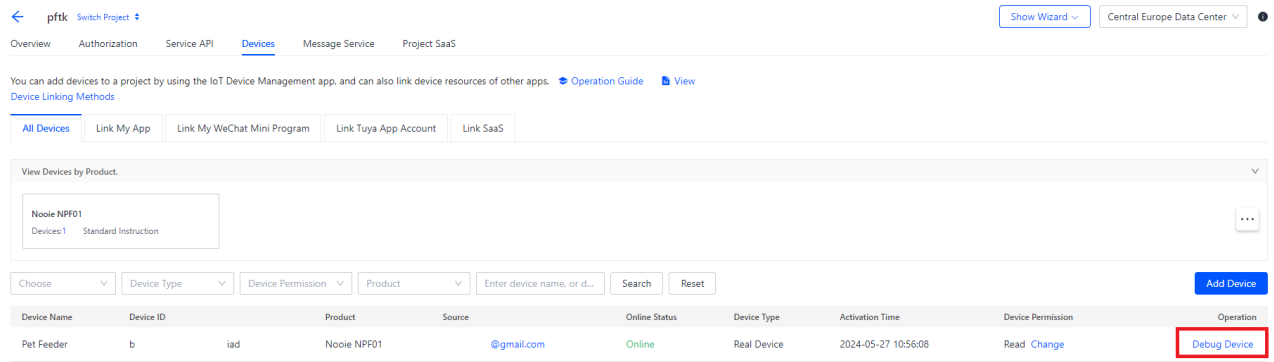 pftk Switch Project Show Wizard Central Europe Data Center
Overview Authorization Service API Devices Message Service Project SaaS
You can add devices to a project by using the IoT Device Management app, and can also link device resources of other apps. Operation Guide View
Device Linking Methods
All Devices Link My App Link My WeChat Mini Program Link Tuya App Account Link SaaS
View Devices by Product.
Nooie NPF01
Devices:1 Standard Instruction
Choose Device Type Device Permission Product Enter device name, or d... Search Reset Add Device
Device Name Device ID Product Source Online Status Device Type Activation Time Device Permission Operation
Pet Feeder b iad Nooie NPF01 @gmail.com Online Real Device 2024-05-27 10:56:08 Read Change Debug Device